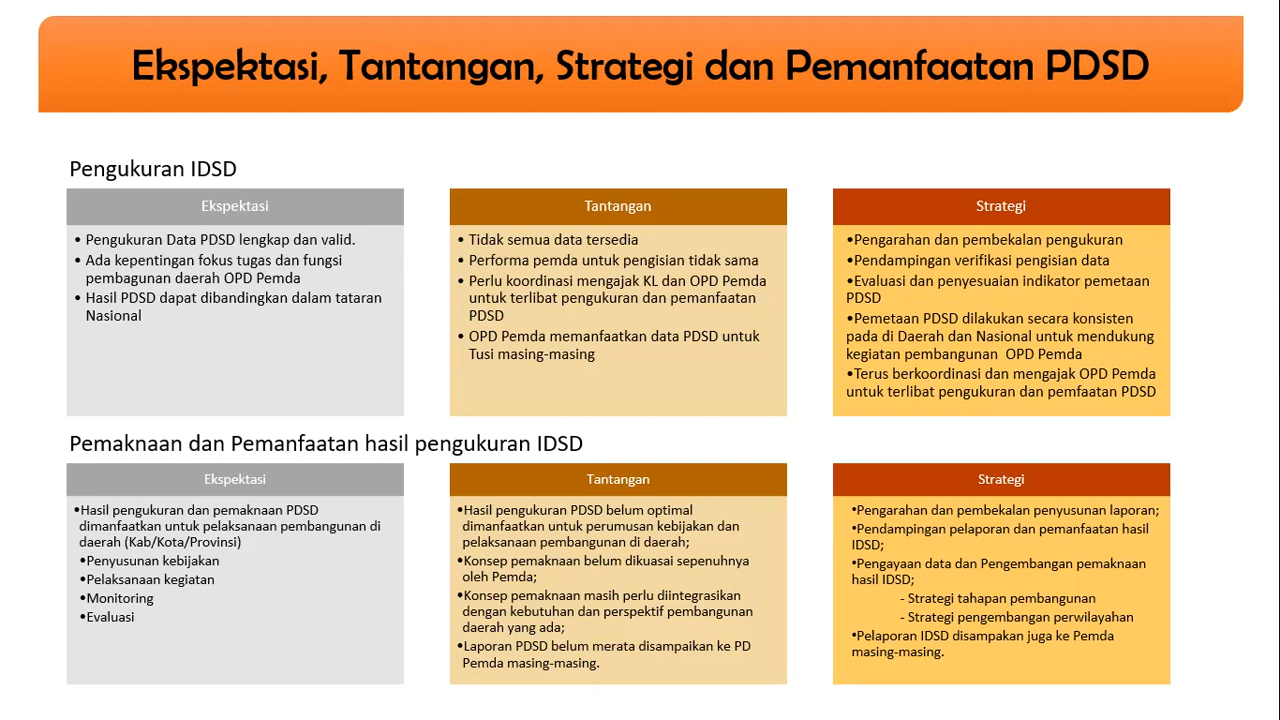 Ekspektasi, Tantangan, Strategi dan Pemanfaatan PDSD
Pengukuran IDSD
Ekspektasi
• Pengukuran Data PDSD lengkap dan valid.
• Ada kepentingan fokus tugas dan fungsi
pembagunan daerah OPD Pemda
• Hasil PDSD dapat dibandingkan dalam tataran
Nasional
Tantangan
• Tidak semua data tersedia
• Performa pemda untuk pengisian tidak sama
• Perlu koordinasi mengajak KL dan OPD Pemda
untuk terlibat pengukuran dan pemanfaatan
PDSD
• OPD Pemda memanfaatkan data PDSD untuk
Tusi masing-masing
Strategi
•Pengarahan dan pembekalan pengukuran
•Pendampingan verifikasi pengisian data
•Evaluasi dan penyesuaian indikator pemetaan
PDSD
•Pemetaan PDSD dilakukan secara konsisten
pada di Daerah dan Nasional untuk mendukung
kegiatan pembangunan OPD Pemda
•Terus berkoordinasi dan mengajak OPD Pemda
untuk terlibat pengukuran dan pemfaatan PDSD
Pemaknaan dan Pemanfaatan hasil pengukuran IDSD
Ekspektasi
•Hasil pengukuran dan pemaknaan PDSD
dimanfaatkan untuk pelaksanaan pembangunan di
daerah (Kab/Kota/Provinsi)
•Penyusunan kebijakan
•Pelaksanaan kegiatan
•Monitoring
•Evaluasi
Tantangan
•Hasil pengukuran PDSD belum optimal
dimanfaatkan untuk perumusan kebijakan dan
pelaksanaan pembangunan di daerah;
•Konsep pemaknaan belum dikuasai sepenuhnya
oleh Pemda;
•Konsep pemaknaan masih perlu diintegrasikan
dengan kebutuhan dan perspektif pembangunan
daerah yang ada;
•Laporan PDSD belum merata disampaikan ke PD
Pemda masing-masing.
Strategi
•Pengarahan dan pembekalan penyusunan laporan;
•Pendampingan pelaporan dan pemanfaatan hasil
IDSD;
•Pengayaan data dan Pengembangan pemaknaan
hasil IDSD;
- Strategi tahapan pembangunan
- Strategi pengembangan perwilayahan
•Pelaporan IDSD disampakan juga ke Pemda
masing-masing.